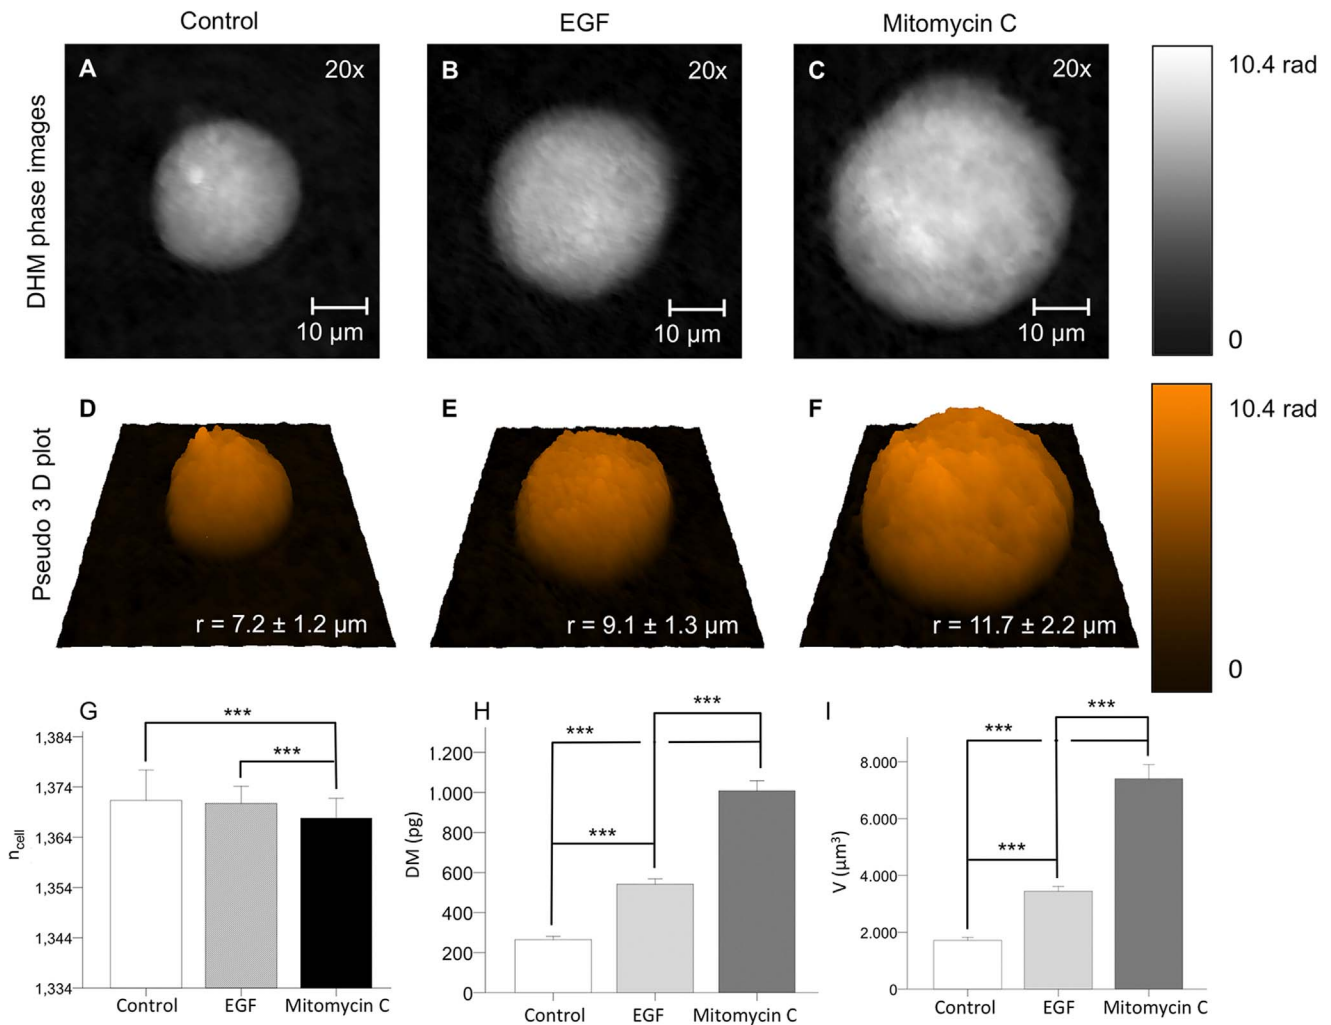 Control
EGF
Mitomycin C
DHM phase images
A
20x
10 µm
B
20x
10 µm
C
20x
10 µm
10.4 rad
0
Pseudo 3 D plot
D
r = 7.2 ± 1.2 µm
E
r = 9.1 ± 1.3 µm
F
r = 11.7 ± 2.2 µm
10.4 rad
0
G
***
***
1,384
1,374
1,364
1,354
1,344
1,334
ncell
Control
EGF
Mitomycin C
H
***
***
***
1.200
1.000
800
600
400
200
0
DM (pg)
Control
EGF
Mitomycin C
I
***
***
***
8.000
6.000
4.000
2.000
0
V (µm³)
Control
EGF
Mitomycin C